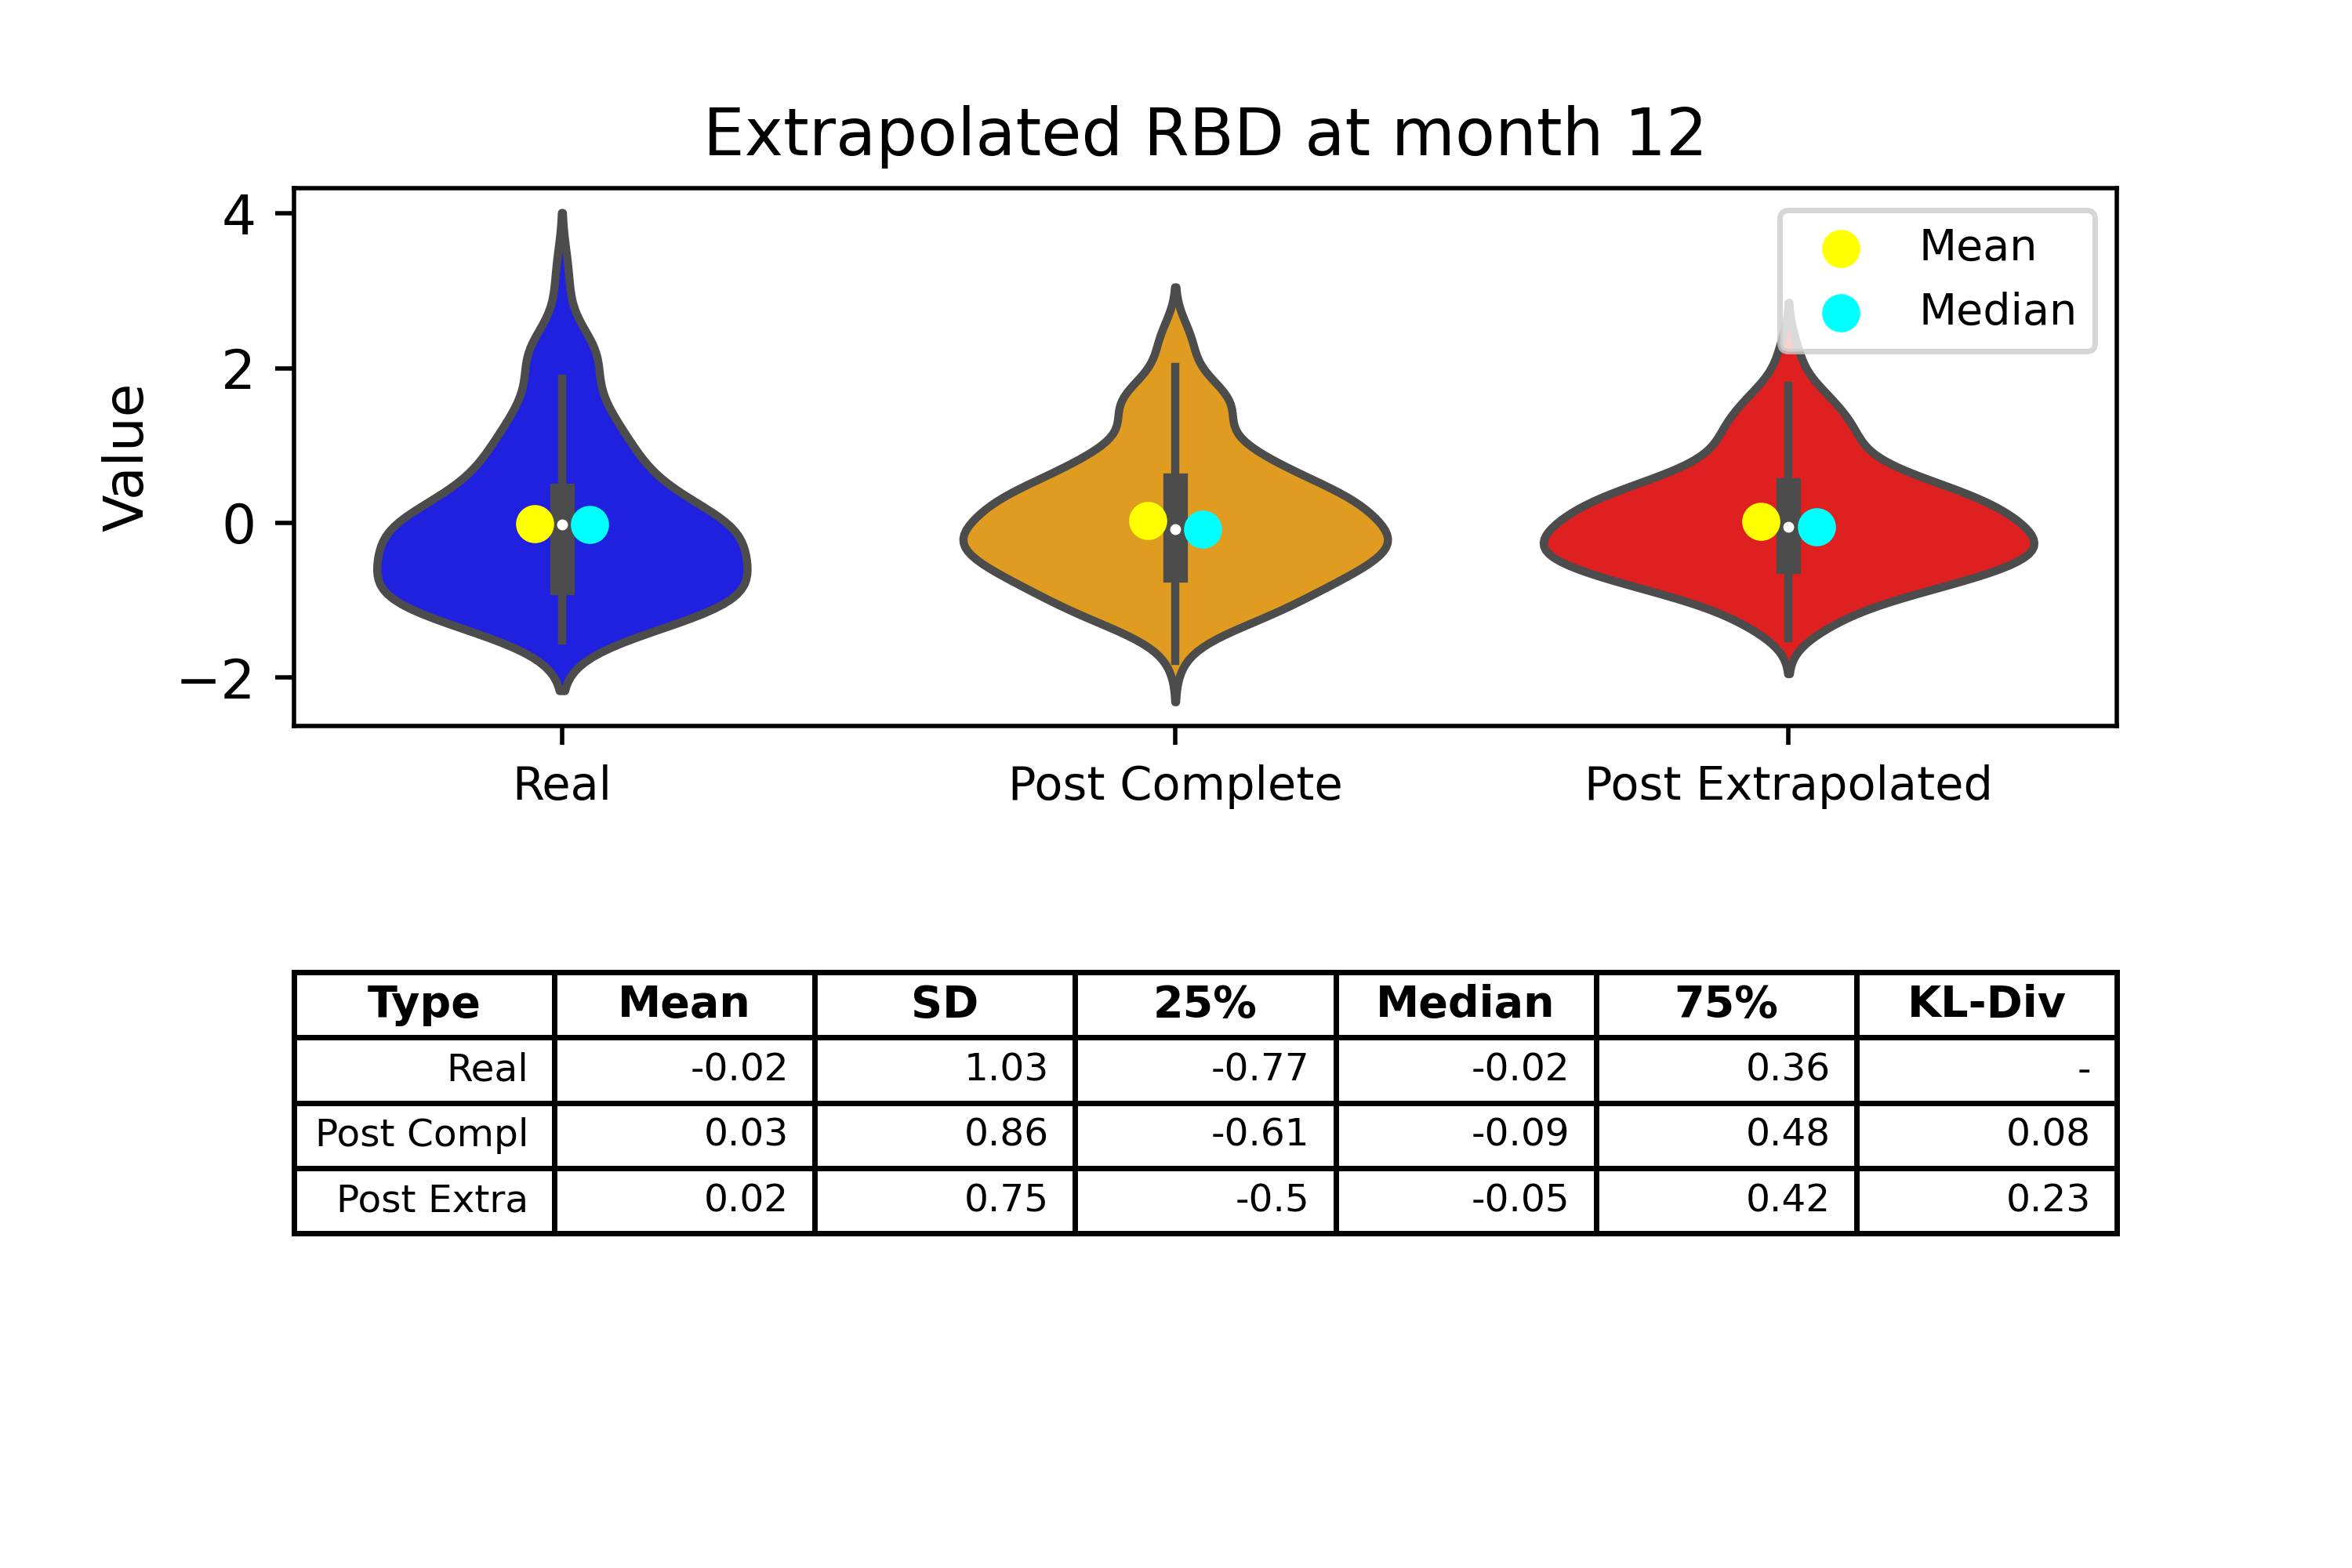 Extrapolated RBD at month 12
Value
4
2
0
−2
Mean
Median
Real
Post Complete
Post Extrapolated
Type Mean SD 25% Median 75% KL-Div
Real -0.02 1.03 -0.77 -0.02 0.36 -
Post Compl 0.03 0.86 -0.61 -0.09 0.48 0.08
Post Extra 0.02 0.75 -0.5 -0.05 0.42 0.23